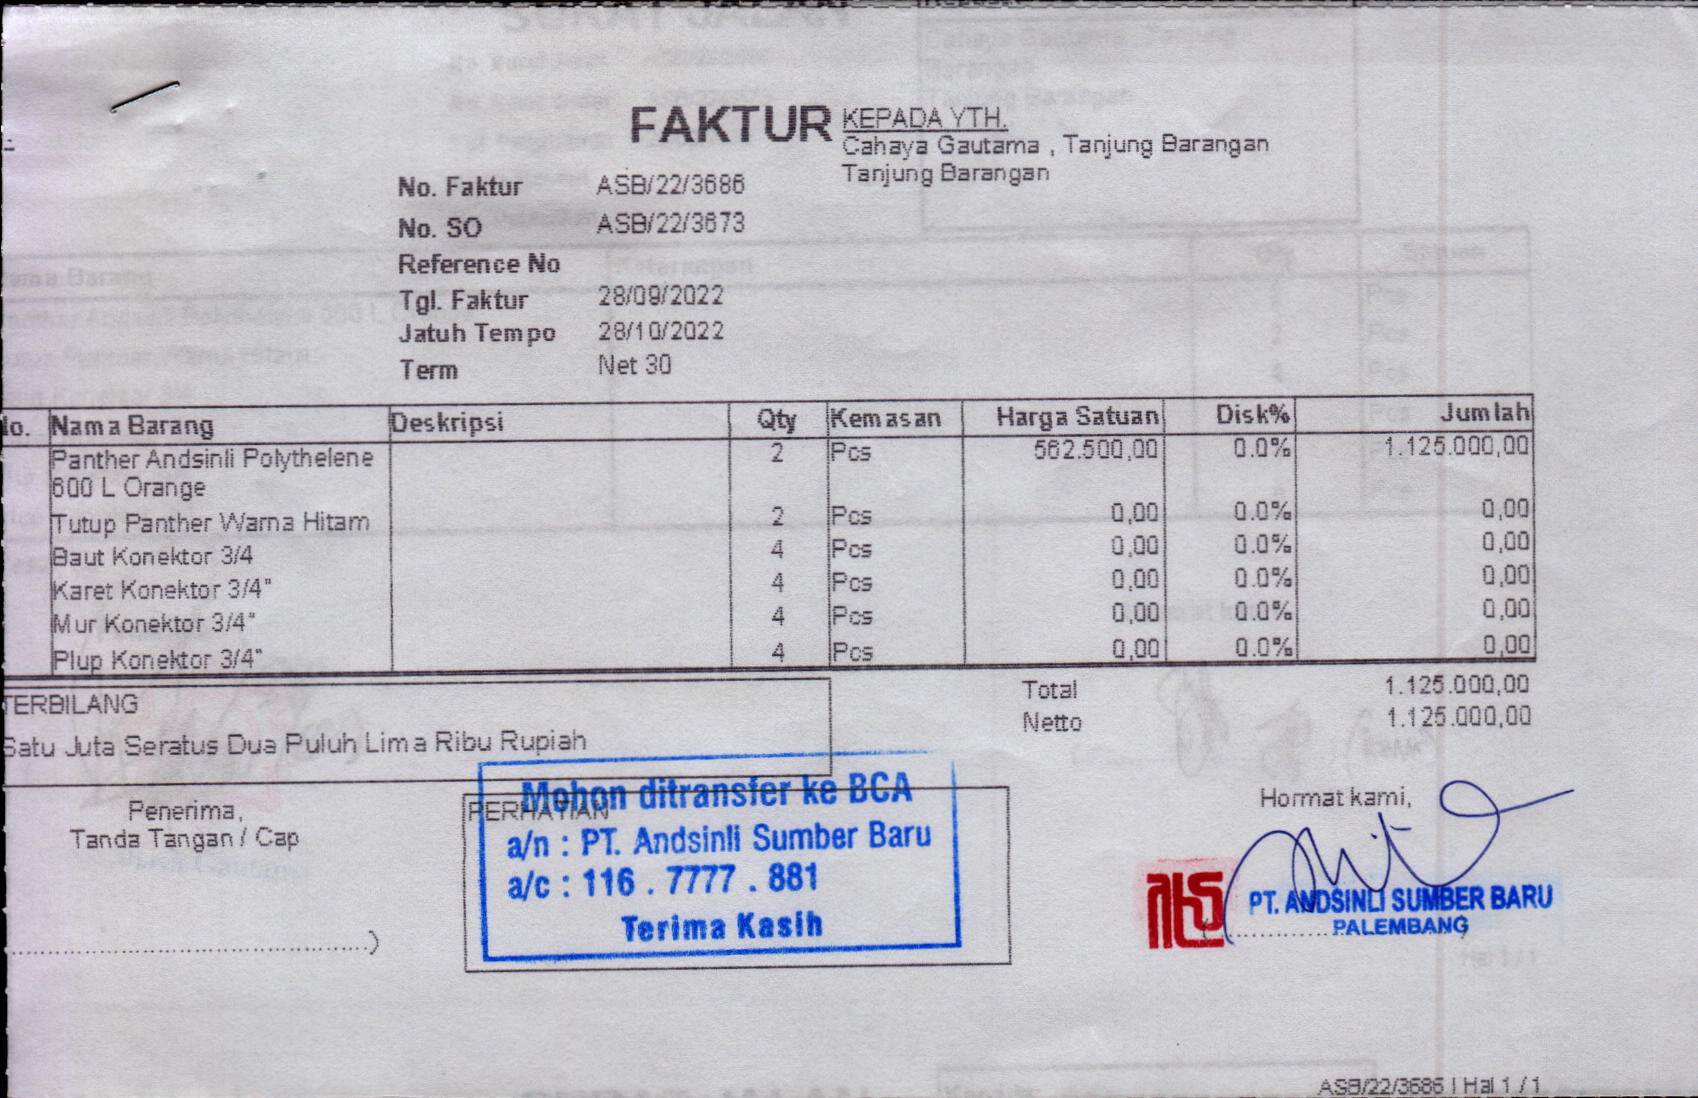 FAKTUR
KEPADA YTH.
Cahaya Gautama , Tanjung Barangan
Tanjung Barangan
No. Faktur ASB/22/3686
No. SO ASB/22/3673
Reference No
Tgl. Faktur 28/09/2022
Jatuh Tempo 28/10/2022
Term Net 30
No. Nama Barang Deskripsi Qty Kemasan Harga Satuan Disk% Jumlah
Panther Andsinli Polythelene 2 Pcs 562.500,00 0.0% 1.125.000,00
600 L Orange
Tutup Panther Warna Hitam 2 Pcs 0,00 0.0% 0,00
Baut Konektor 3/4 4 Pcs 0,00 0.0% 0,00
Karet Konektor 3/4" 4 Pcs 0,00 0.0% 0,00
Mur Konektor 3/4" 4 Pcs 0,00 0.0% 0,00
Plup Konektor 3/4" 4 Pcs 0,00 0.0% 0,00
Total 1.125.000,00
Netto 1.125.000,00
TERBILANG
Satu Juta Seratus Dua Puluh Lima Ribu Rupiah
Penerima,
Tanda Tangan / Cap
PERHATIAN
Mohon ditransfer ke BCA
a/n : PT. Andsinli Sumber Baru
a/c : 116 . 7777 . 881
Terima Kasih
Hormat kami,
PT. ANDSINLI SUMBER BARU
PALEMBANG
ASB/22/3686 | Hal 1 / 1